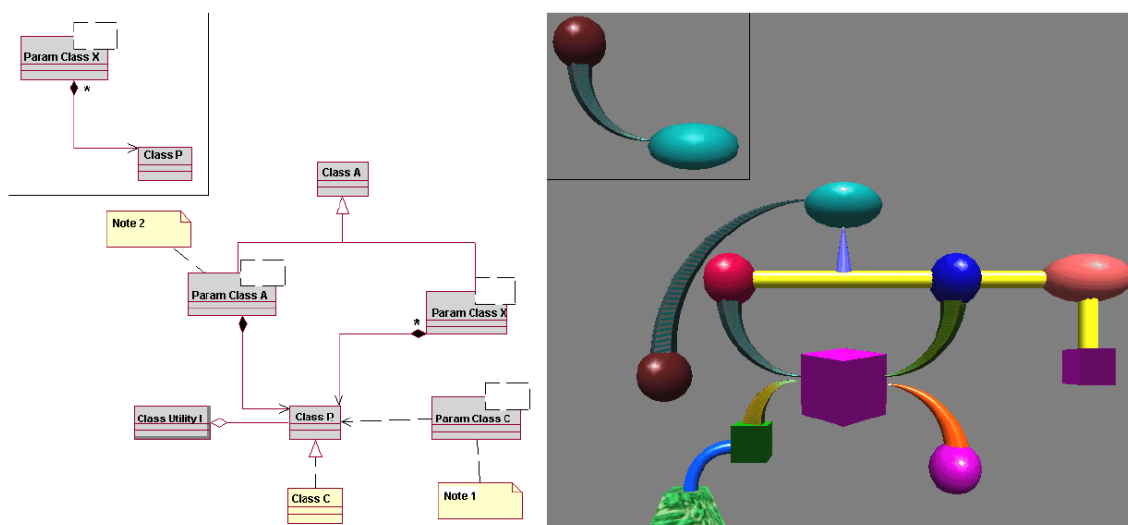 Param Class X
*
Class P
Class A
Note 2
Param Class A
Param Class X
*
Class Utility I
Class P
Param Class C
Class C
Note 1